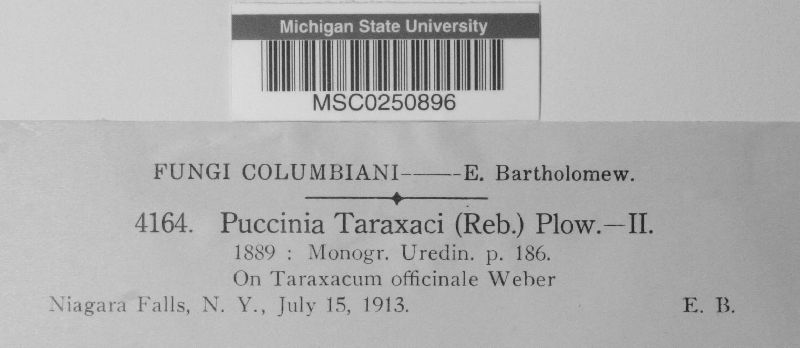 Michigan State University
MSC0250896
FUNGI COLUMBIANI—E. Bartholomew.
4164. Puccinia Taraxaci (Reb.) Plow.—II.
1889 : Monogr. Uredin. p. 186.
On Taraxacum officinale Weber
Niagara Falls, N. Y., July 15, 1913. E. B.